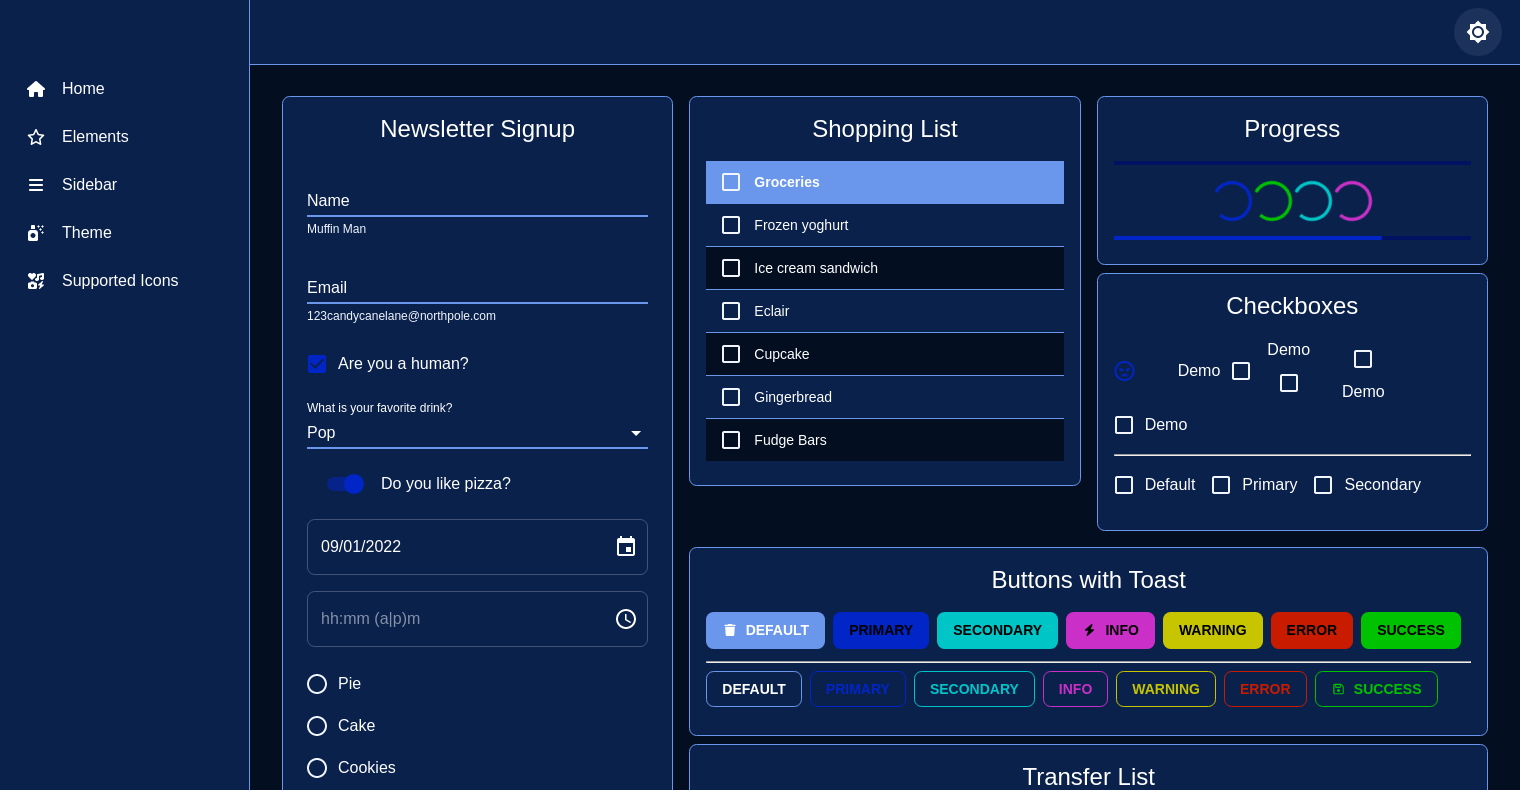 Home
Elements
Sidebar
Theme
Supported Icons
Newsletter Signup
Name
Muffin Man
Email
123candycanelane@northpole.com
Are you a human?
What is your favorite drink?
Pop
Do you like pizza?
09/01/2022
hh:mm (a|p)m
Pie
Cake
Cookies
Shopping List
Groceries
Frozen yoghurt
Ice cream sandwich
Eclair
Cupcake
Gingerbread
Fudge Bars
Progress
Checkboxes
Demo
Demo
Demo
Demo
Default Primary Secondary
Buttons with Toast
DEFAULT PRIMARY SECONDARY INFO WARNING ERROR SUCCESS
DEFAULT PRIMARY SECONDARY INFO WARNING ERROR SUCCESS
Transfer List